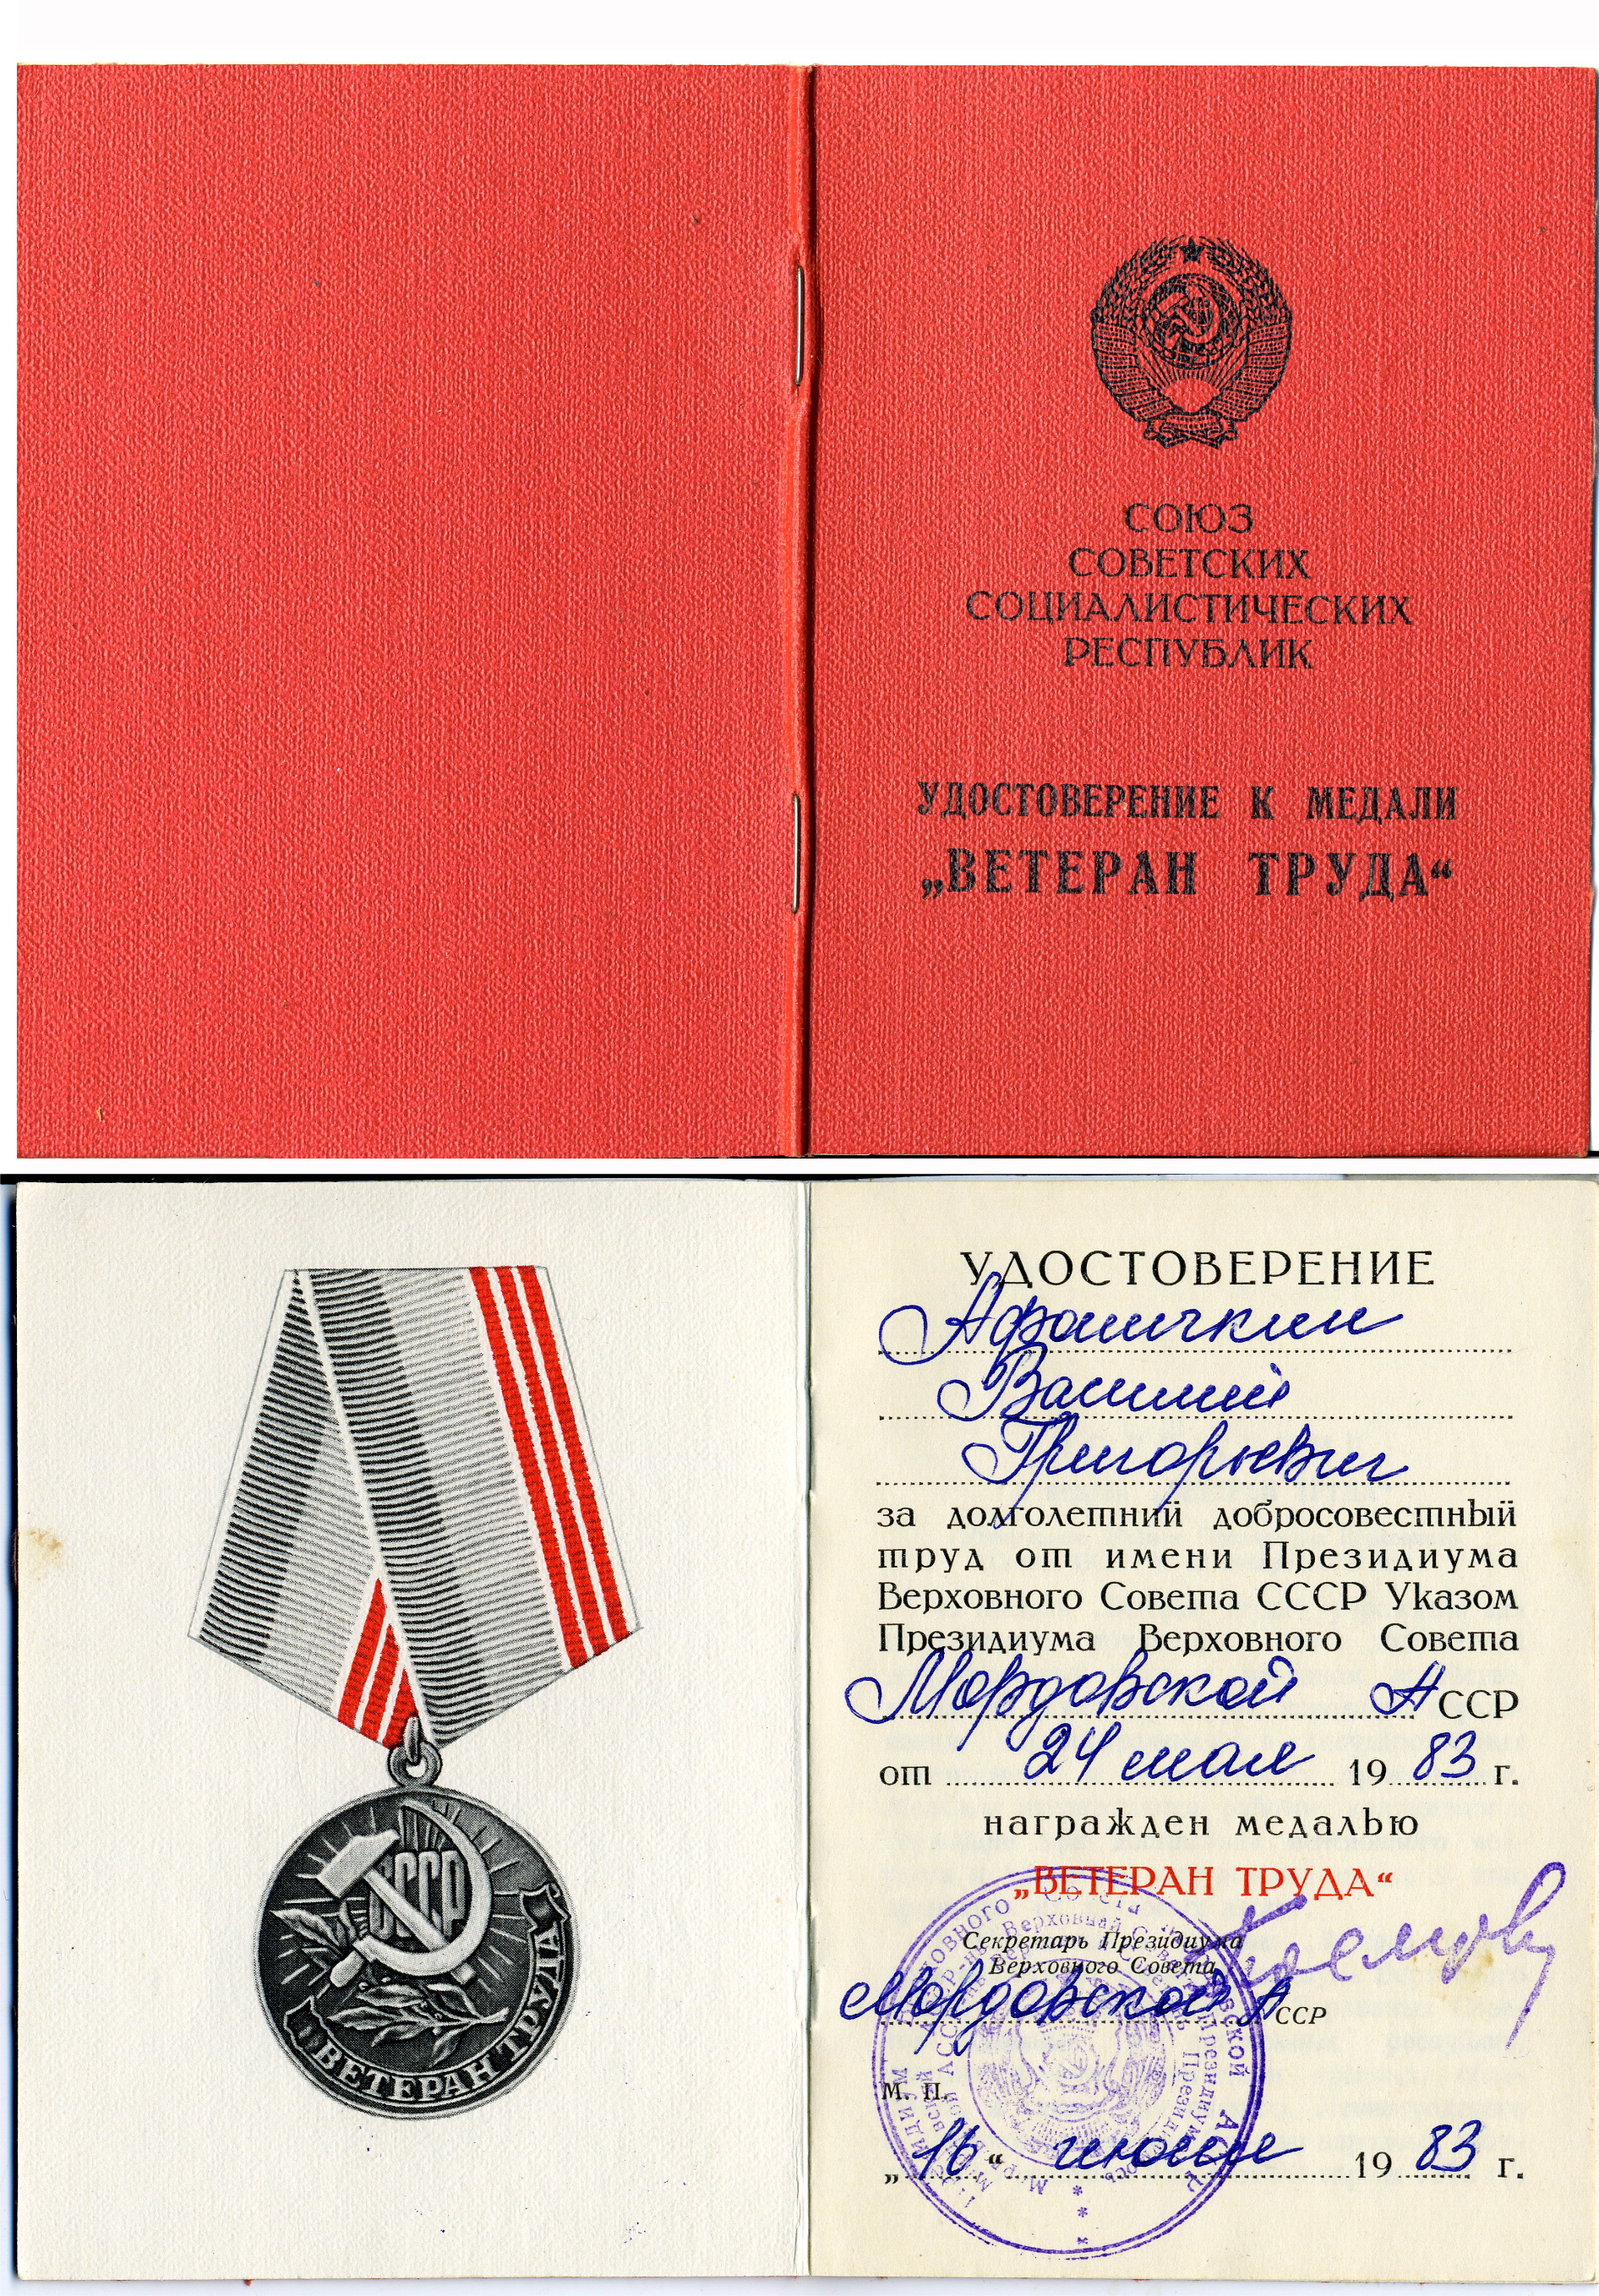 СОЮЗ
СОВЕТСКИХ
СОЦИАЛИСТИЧЕСКИХ
РЕСПУБЛИК
УДОСТОВЕРЕНИЕ К МЕДАЛИ
„ВЕТЕРАН ТРУДА“
СССР
ВЕТЕРАН ТРУДА
УДОСТОВЕРЕНИЕ
Афошичкин
Василий
Григорьевич
за долголетний добросовестный
труд от имени Президиума
Верховного Совета СССР Указом
Президиума Верховного Совета
Мордовской АССР
от 24 мая 1983 г.
награжден медалью
„ВЕТЕРАН ТРУДА“
Секретарь Президиума
Верховного Совета
Мордовской АССР
М. П.
„16“ июня 1983 г.